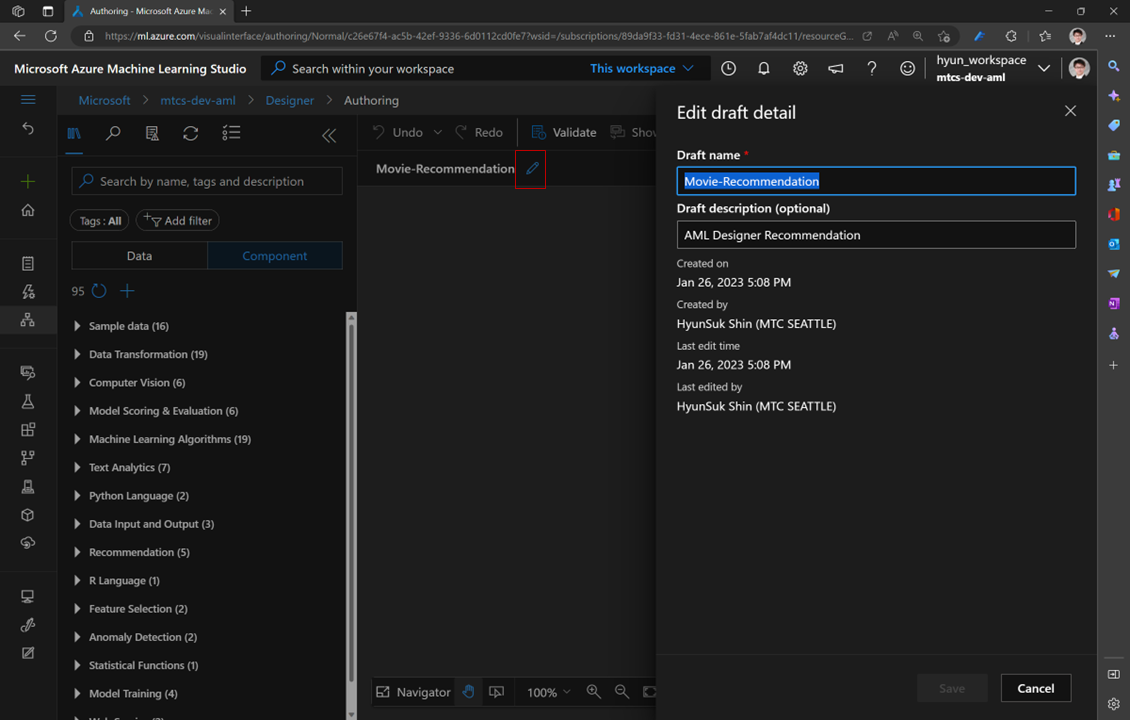 Authoring - Microsoft Azure Ma
https://ml.azure.com/visualinterface/authoring/Normal/c26e67f4-ac5b-42ef-9336-6d0112cd0fe7?wsid=/subscriptions/89da9f33-fd31-4ece-861e-5fab7af4dc11/resourceG...
Microsoft Azure Machine Learning Studio
Search within your workspace
This workspace
hyun_workspace
mtcs-dev-aml
Microsoft > mtcs-dev-aml > Designer > Authoring
Undo
Redo
Validate
Show
Movie-Recommendation
Search by name, tags and description
Tags : All
Add filter
Data
Component
95
Sample data (16)
Data Transformation (19)
Computer Vision (6)
Model Scoring & Evaluation (6)
Machine Learning Algorithms (19)
Text Analytics (7)
Python Language (2)
Data Input and Output (3)
Recommendation (5)
R Language (1)
Feature Selection (2)
Anomaly Detection (2)
Statistical Functions (1)
Model Training (4)
Navigator
100%
Edit draft detail
Draft name *
Movie-Recommendation
Draft description (optional)
AML Designer Recommendation
Created on
Jan 26, 2023 5:08 PM
Created by
HyunSuk Shin (MTC SEATTLE)
Last edit time
Jan 26, 2023 5:08 PM
Last edited by
HyunSuk Shin (MTC SEATTLE)
Save
Cancel